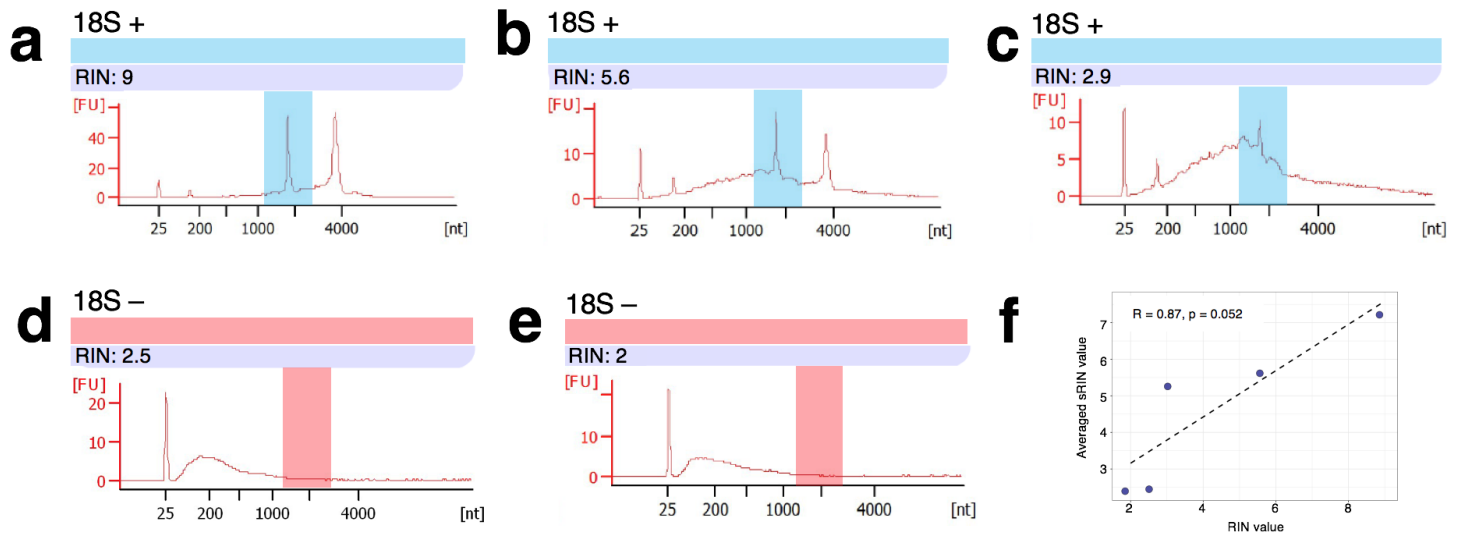 a
18S +
RIN: 9
[FU]
40
20
0
25 200 1000 4000 [nt]
b
18S +
RIN: 5.6
[FU]
10
0
25 200 1000 4000 [nt]
c
18S +
RIN: 2.9
[FU]
10
5
0
25 200 1000 4000 [nt]
d
18S –
RIN: 2.5
[FU]
20
10
0
25 200 1000 4000 [nt]
e
18S –
RIN: 2
[FU]
10
0
25 200 1000 4000 [nt]
f
R = 0.87, p = 0.052
Averaged sRIN value
7
6
5
4
3
2 4 6 8
RIN value